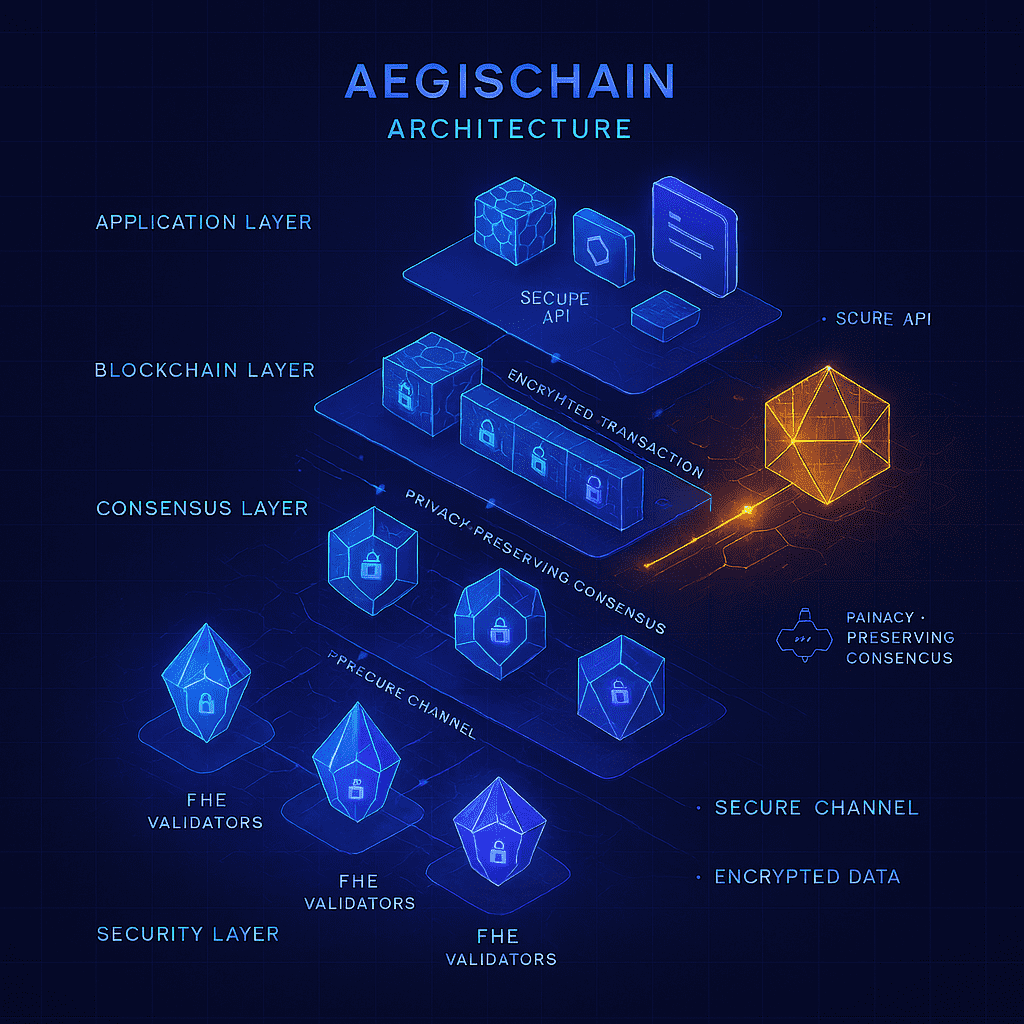 AEGISCHAIN
ARCHITECTURE
APPLICATION LAYER
SECUPE
API
SCURE API
BLOCKCHAIN LAYER
ENCRYHTED TRANSACTION
CONSENSUS LAYER
PRIVACY-PRESERVING CONSENSUS
PAINACY ·
PRESERVING
CONSENCUS
PPRECURE CHANNEL
FHE
VALIDATORS
SECURE CHANNEL
FHE
VALIDATORS
ENCRYPTED DATA
SECURITY LAYER
FHE
VALIDATORS